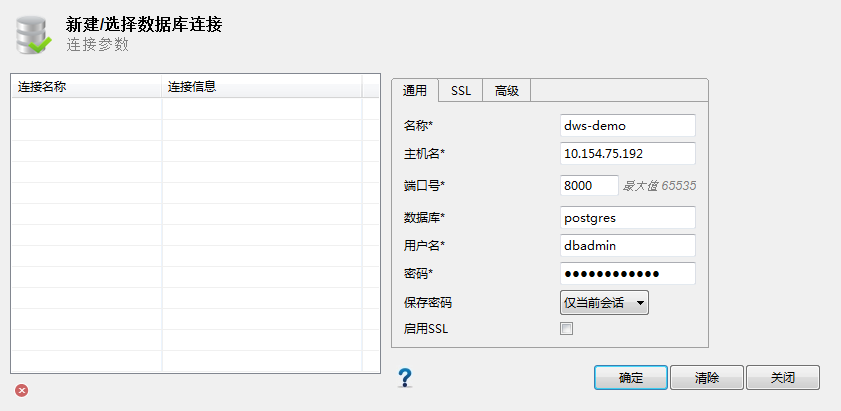 新建/选择数据库连接
连接参数
连接名称 连接信息
通用 SSL 高级
名称* dws-demo
主机名* 10.154.75.192
端口号* 8000 最大值 65535
数据库* postgres
用户名* dbadmin
密码* ●●●●●●●●●●●●
保存密码 仅当前会话
启用SSL
?
确定 清除 关闭